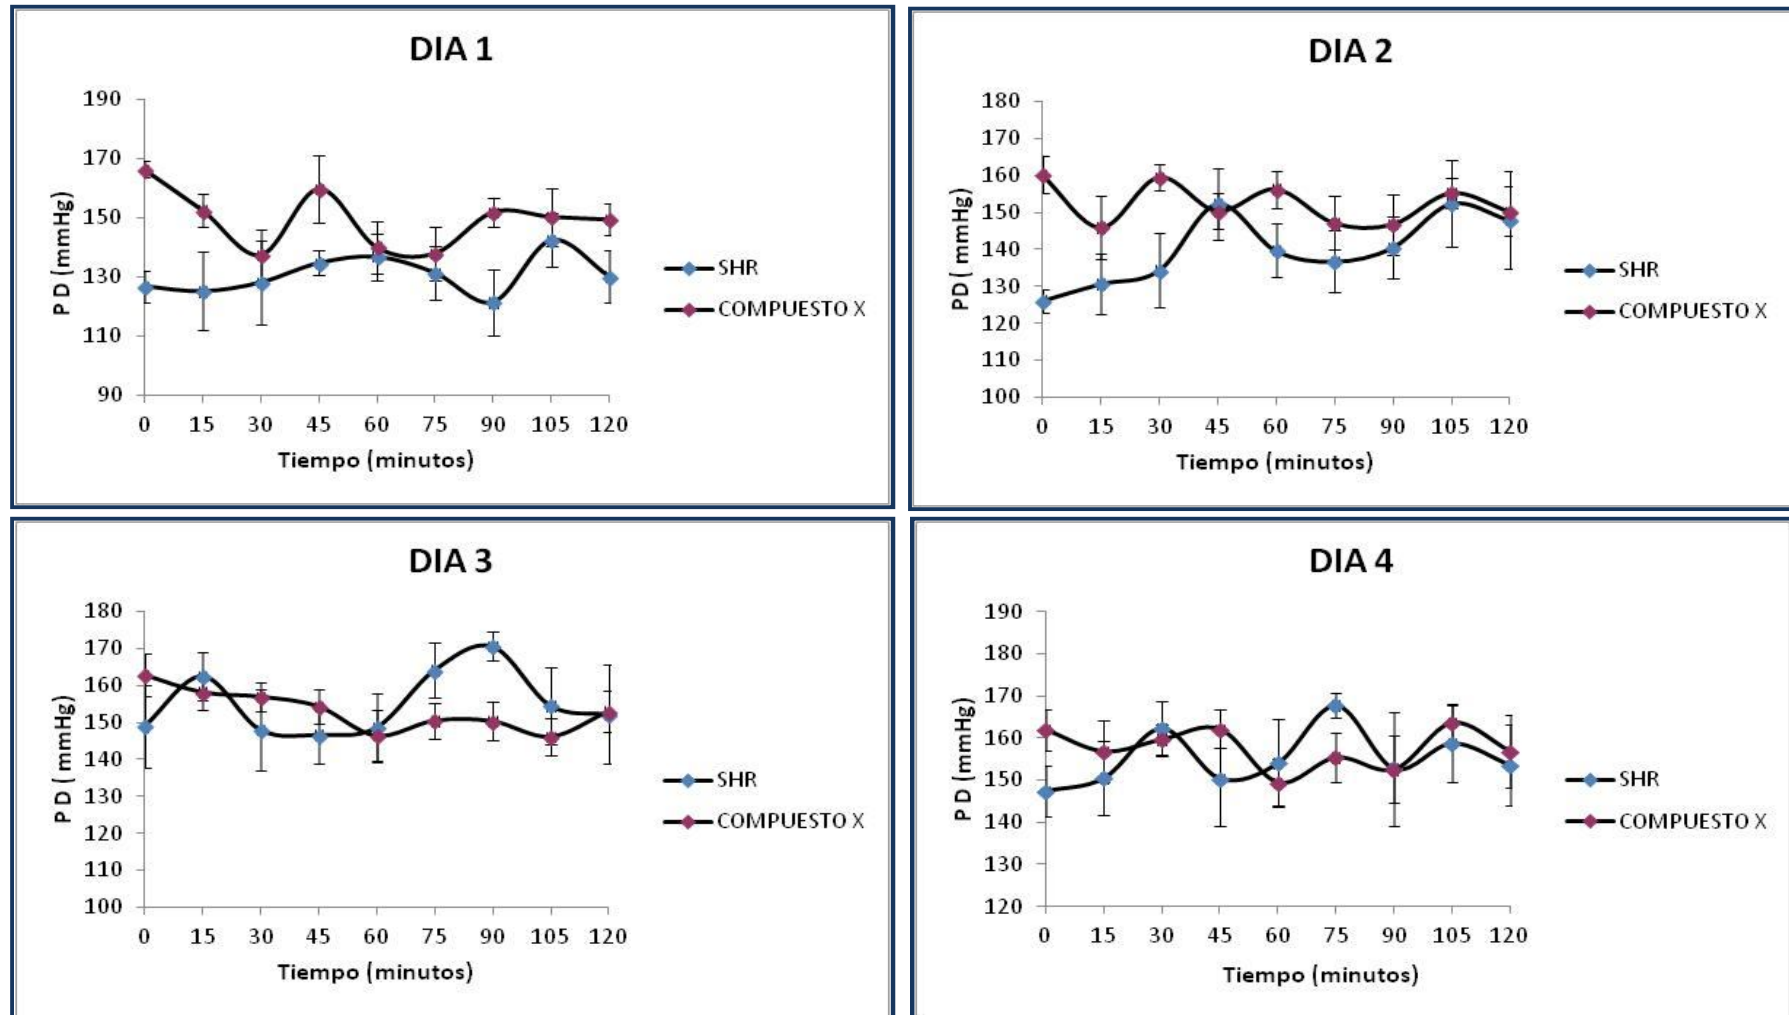 DIA 1
190
170
150
130
110
90
PD (mmHg)
0 15 30 45 60 75 90 105 120
Tiempo (minutos)
SHR
COMPUESTO X
DIA 2
180
170
160
150
140
130
120
110
100
PD ( mmHg)
0 15 30 45 60 75 90 105 120
Tiempo (minutos)
SHR
COMPUESTO X
DIA 3
180
170
160
150
140
130
120
110
100
P D ( mmHg)
0 15 30 45 60 75 90 105 120
Tiempo (minutos)
SHR
COMPUESTO X
DIA 4
190
180
170
160
150
140
130
120
P D (mmHg)
0 15 30 45 60 75 90 105 120
Tiempo (minutos)
SHR
COMPUESTO X